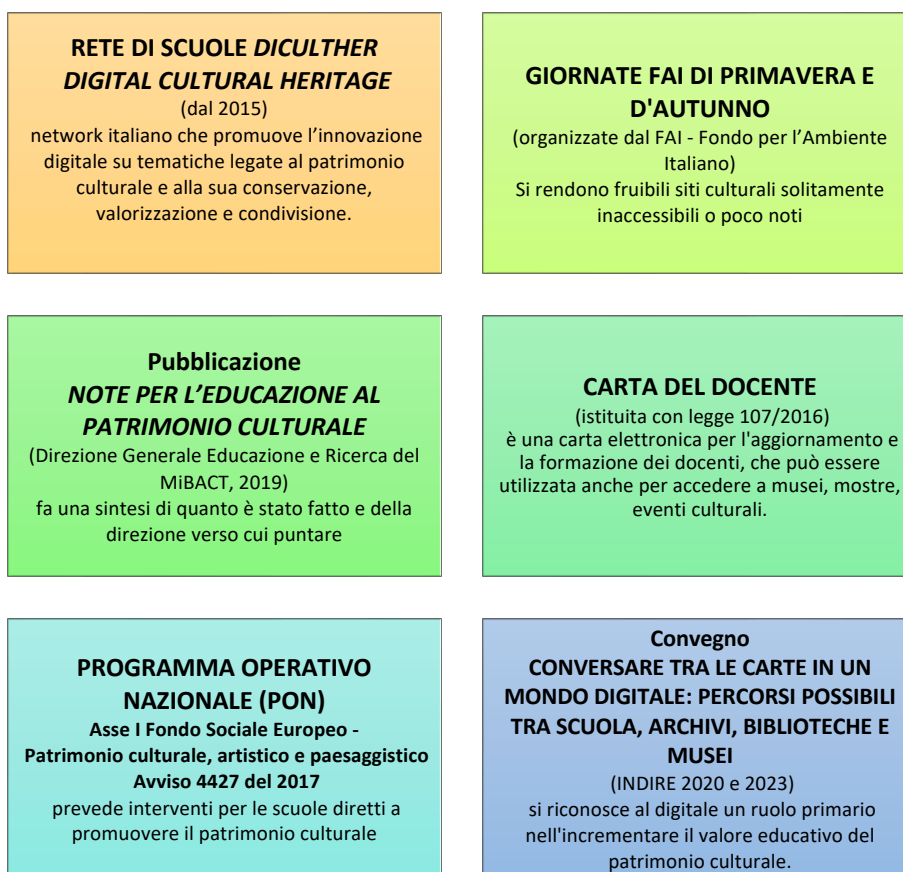 RETE DI SCUOLE DICULTHER
DIGITAL CULTURAL HERITAGE
(dal 2015)
network italiano che promuove l’innovazione
digitale su tematiche legate al patrimonio
culturale e alla sua conservazione,
valorizzazione e condivisione.
GIORNATE FAI DI PRIMAVERA E
D'AUTUNNO
(organizzate dal FAI - Fondo per l’Ambiente
Italiano)
Si rendono fruibili siti culturali solitamente
inaccessibili o poco noti
Pubblicazione
NOTE PER L’EDUCAZIONE AL
PATRIMONIO CULTURALE
(Direzione Generale Educazione e Ricerca del
MiBACT, 2019)
fa una sintesi di quanto è stato fatto e della
direzione verso cui puntare
CARTA DEL DOCENTE
(istituita con legge 107/2016)
è una carta elettronica per l'aggiornamento e
la formazione dei docenti, che può essere
utilizzata anche per accedere a musei, mostre,
eventi culturali.
PROGRAMMA OPERATIVO
NAZIONALE (PON)
Asse I Fondo Sociale Europeo -
Patrimonio culturale, artistico e paesaggistico
Avviso 4427 del 2017
prevede interventi per le scuole diretti a
promuovere il patrimonio culturale
Convegno
CONVERSARE TRA LE CARTE IN UN
MONDO DIGITALE: PERCORSI POSSIBILI
TRA SCUOLA, ARCHIVI, BIBLIOTECHE E
MUSEI
(INDIRE 2020 e 2023)
si riconosce al digitale un ruolo primario
nell'incrementare il valore educativo del
patrimonio culturale.